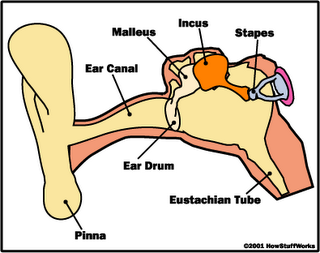 Incus
Malleus
Stapes
Ear Canal
Ear Drum
Eustachian Tube
Pinna
©2001 HowStuffWorks